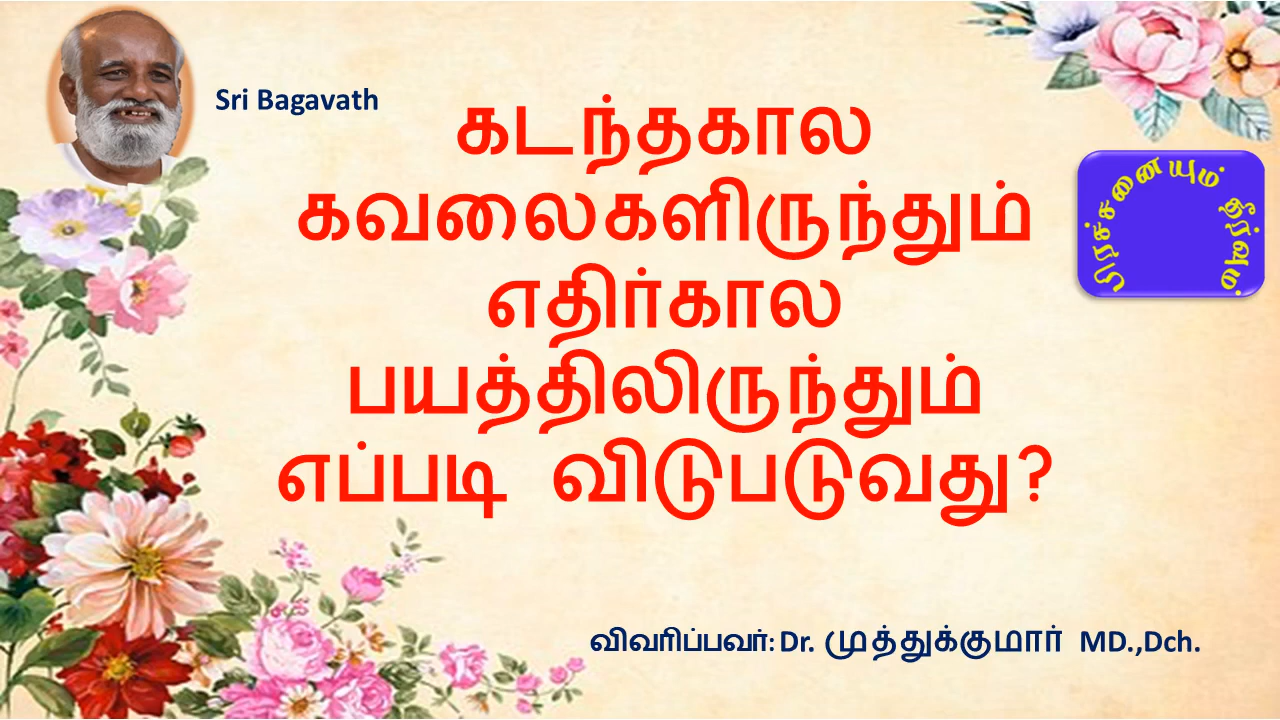 Sri Bagavath
கடந்தகால
கவலைகளிருந்தும்
எதிர்கால
பயத்திலிருந்தும்
எப்படி விடுபடுவது?
பிரச்சனையும் தீர்வும்
விவரிப்பவர்: Dr. முத்துக்குமார் MD.,Dch.